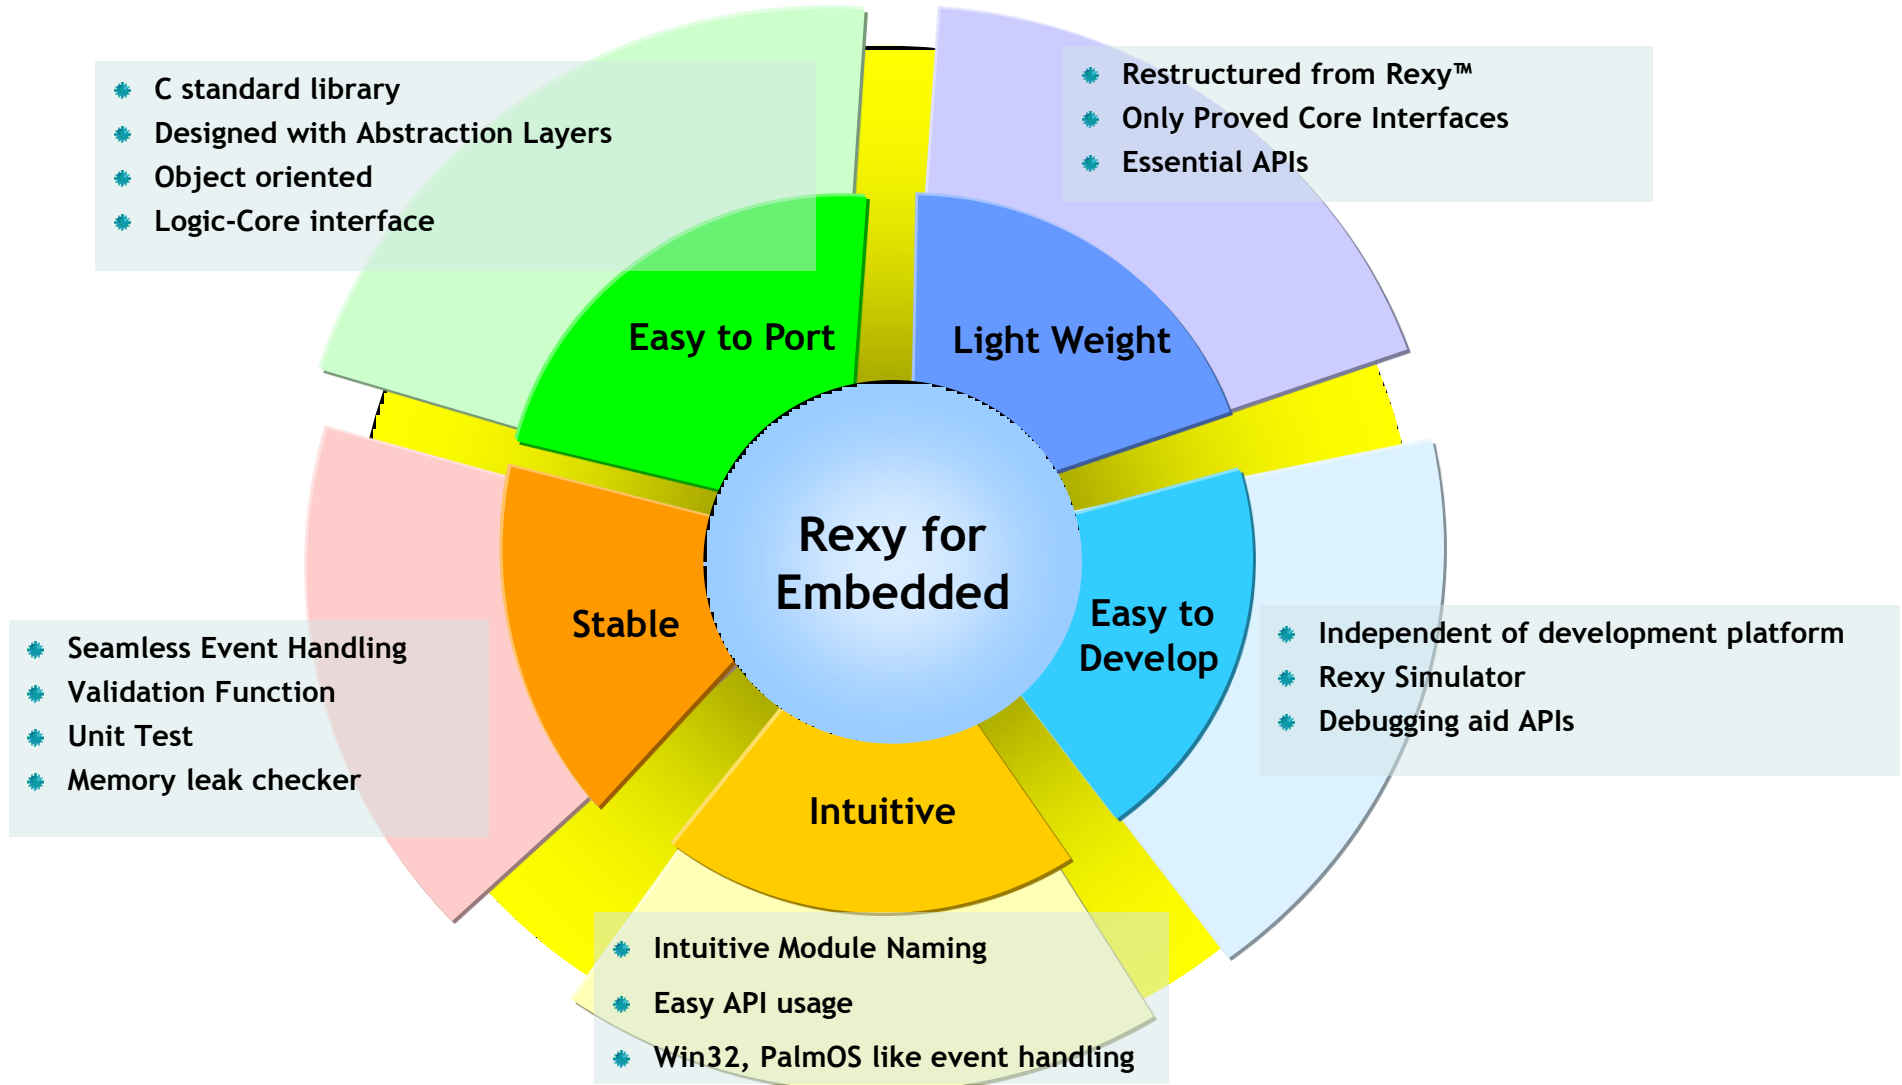 C standard library
Designed with Abstraction Layers
Object oriented
Logic-Core interface
Restructured from Rexy™
Only Proved Core Interfaces
Essential APIs
Easy to Port
Light Weight
Rexy for
Embedded
Stable
Easy to
Develop
Intuitive
Seamless Event Handling
Validation Function
Unit Test
Memory leak checker
Independent of development platform
Rexy Simulator
Debugging aid APIs
Intuitive Module Naming
Easy API usage
Win32, PalmOS like event handling